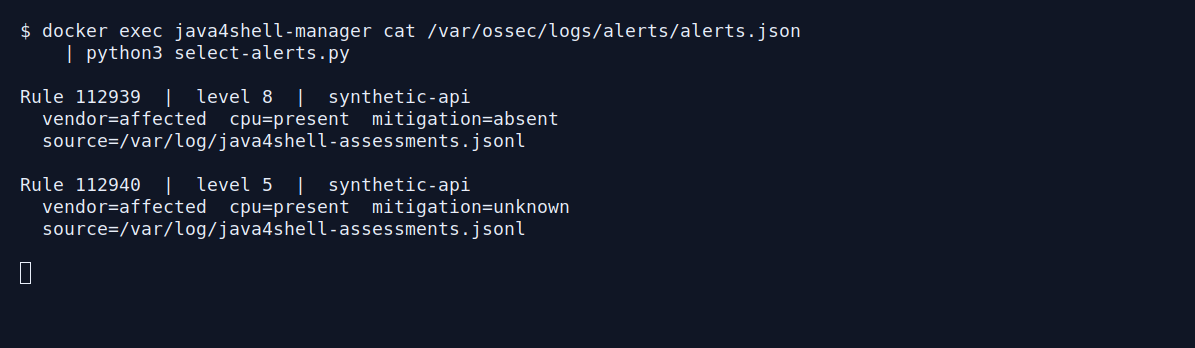 $ docker exec java4shell-manager cat /var/ossec/logs/alerts/alerts.json
    | python3 select-alerts.py
Rule 112939  |  level 8  |  synthetic-api
  vendor=affected  cpu=present  mitigation=absent
  source=/var/log/java4shell-assessments.jsonl
Rule 112940  |  level 5  |  synthetic-api
  vendor=affected  cpu=present  mitigation=unknown
  source=/var/log/java4shell-assessments.jsonl